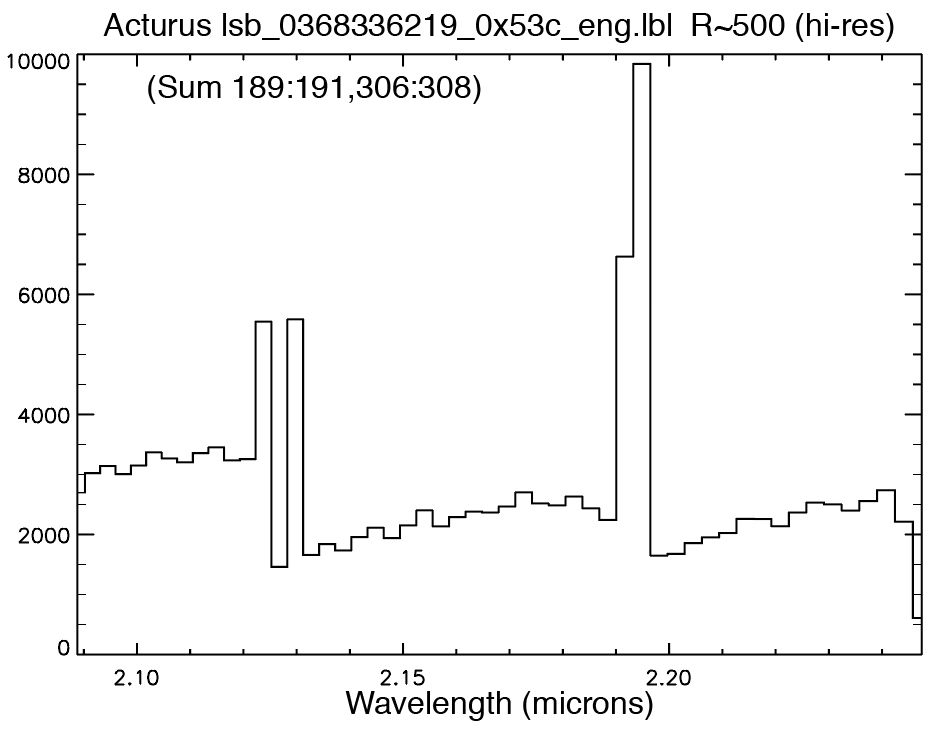 Acturus lsb_0368336219_0x53c_eng.lbl R~500 (hi-res)
(Sum 189:191,306:308)
10000
8000
6000
4000
2000
0
2.10 2.15 2.20
Wavelength (microns)